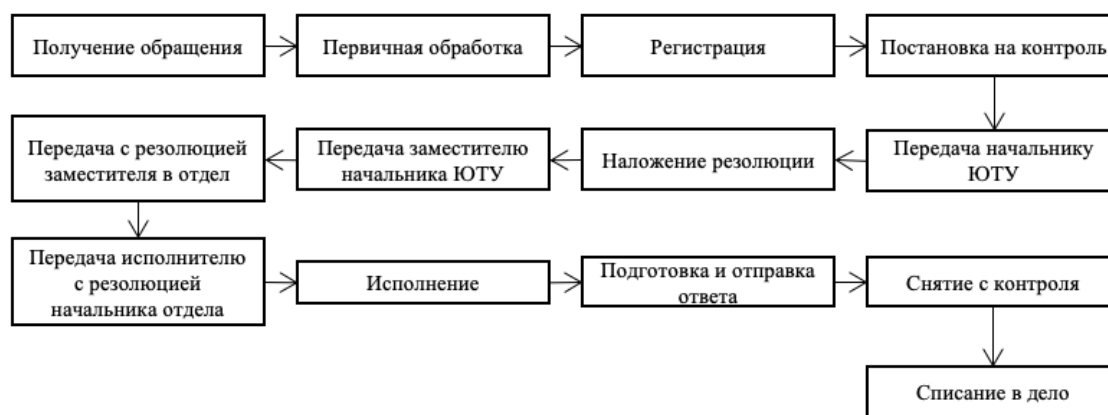 Получение обращения
Первичная обработка
Регистрация
Постановка на контроль
Передача начальнику
ЮТУ
Наложение резолюции
Передача заместителю
начальника ЮТУ
Передача с резолюцией
заместителя в отдел
Передача исполнителю
с резолюцией
начальника отдела
Исполнение
Подготовка и отправка
ответа
Снятие с контроля
Списание в дело